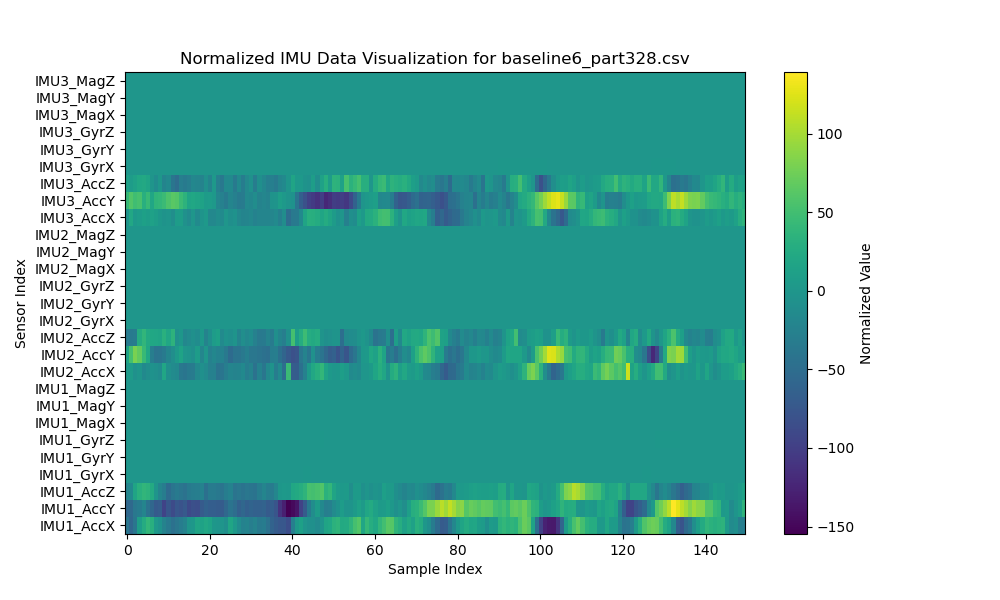 Normalized IMU Data Visualization for baseline6_part328.csv
IMU3_MagZ
IMU3_MagY
IMU3_MagX
IMU3_GyrZ
IMU3_GyrY
IMU3_GyrX
IMU3_AccZ
IMU3_AccY
IMU3_AccX
IMU2_MagZ
IMU2_MagY
IMU2_MagX
IMU2_GyrZ
IMU2_GyrY
IMU2_GyrX
IMU2_AccZ
IMU2_AccY
IMU2_AccX
IMU1_MagZ
IMU1_MagY
IMU1_MagX
IMU1_GyrZ
IMU1_GyrY
IMU1_GyrX
IMU1_AccZ
IMU1_AccY
IMU1_AccX
Sensor Index
0 20 40 60 80 100 120 140
Sample Index
100
50
0
−50
−100
−150
Normalized Value